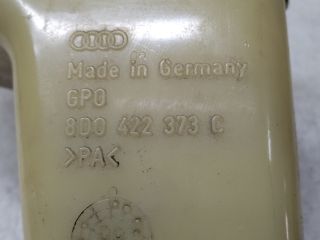 Made in Germany
GPO
8D0 422 373 C
>PA<